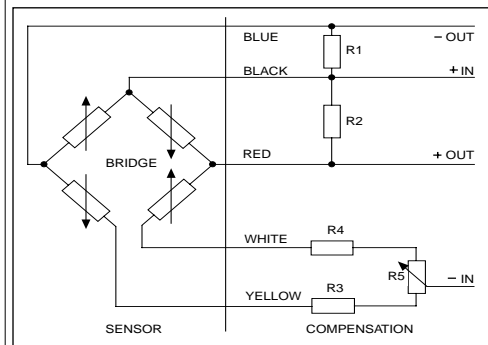 BLUE
− OUT
R1
BLACK
+ IN
R2
BRIDGE
RED
+ OUT
WHITE
R4
R5
− IN
YELLOW
R3
SENSOR
COMPENSATION